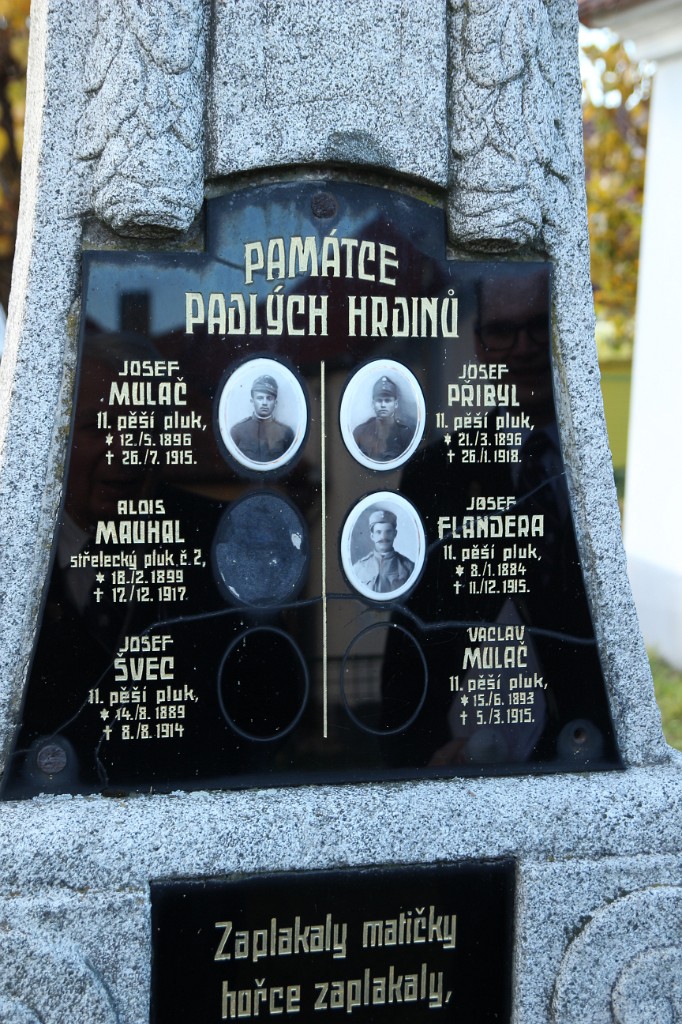 PAMÁTCE
PADLÝCH HRDINŮ
JOSEF
MULAČ
11. pěší pluk,
* 12./5. 1896
† 26./7. 1915.
ALOIS
MAUHAL
střelecký pluk č. 2,
* 18./2. 1899
† 17./12. 1917.
JOSEF
ŠVEC
11. pěší pluk,
* 14./8. 1889
† 8./8. 1914
JOSEF
PŘIBYL
11. pěší pluk,
* 21./3. 1896
† 26./1. 1918.
JOSEF
FLANDERA
11. pěší pluk,
* 8./1. 1884
† 11./12. 1915.
VACLAV
MULAČ
11. pěší pluk,
* 15./6. 1893
† 5./3. 1915.
Zaplakaly matičky
hořce zaplakaly,